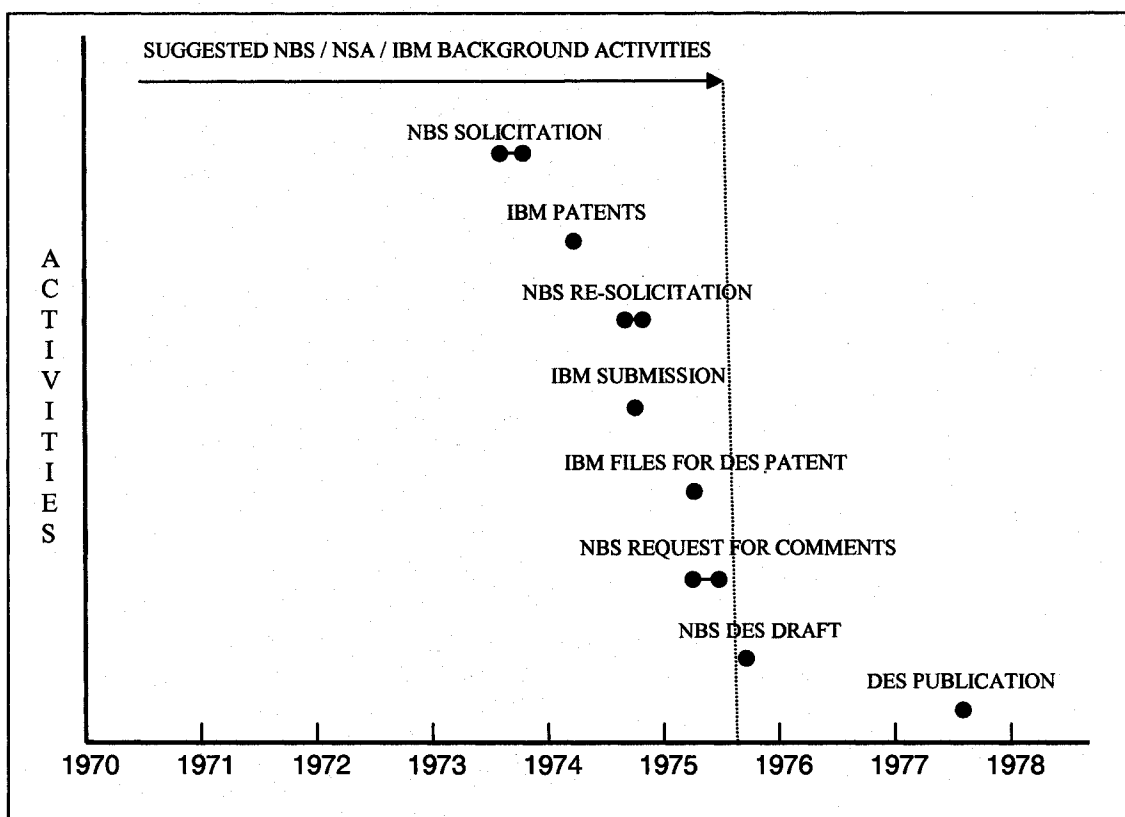 SUGGESTED NBS / NSA / IBM BACKGROUND ACTIVITIES
NBS SOLICITATION
IBM PATENTS
NBS RE-SOLICITATION
IBM SUBMISSION
IBM FILES FOR DES PATENT
NBS REQUEST FOR COMMENTS
NBS DES DRAFT
DES PUBLICATION
ACTIVITIES
1970 1971 1972 1973 1974 1975 1976 1977 1978